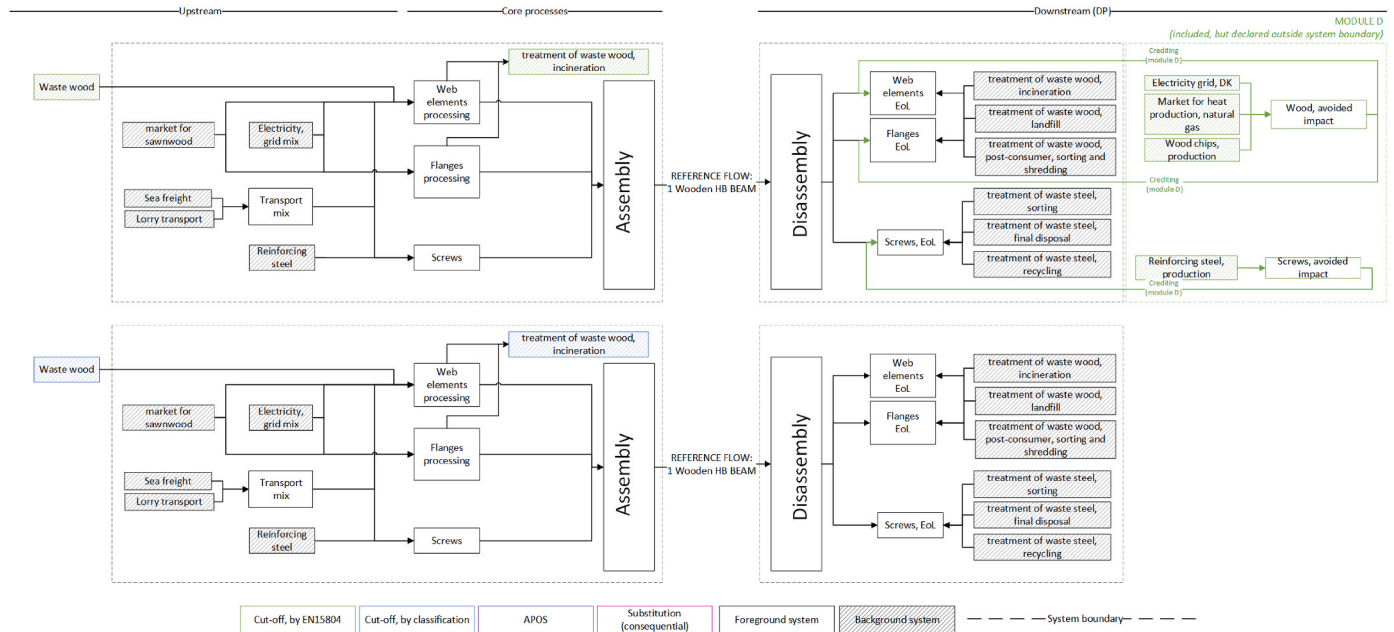 Upstream
Core processes
Downstream (DP)
MODULE D
(included, but declared outside system boundary)
Waste wood
market for
sawnwood
Electricity,
grid mix
Sea freight
Lorry transport
Transport
mix
Reinforcing
steel
treatment of waste wood,
incineration
Web
elements
processing
Flanges
processing
Screws
Assembly
REFERENCE FLOW:
1 Wooden HB BEAM
Disassembly
Web
elements
EoL
Flanges
EoL
Screws, EoL
treatment of waste wood,
incineration
treatment of waste wood,
landfill
treatment of waste wood,
post-consumer, sorting and
shredding
treatment of waste steel,
sorting
treatment of waste steel,
final disposal
treatment of waste steel,
recycling
Crediting
(module D)
Electricity grid, DK
Market for heat
production, natural
gas
Wood chips,
production
Wood, avoided
impact
Crediting
(module D)
Reinforcing steel,
production
Screws, avoided
impact
Crediting
(module D)
Waste wood
market for
sawnwood
Electricity,
grid mix
Sea freight
Lorry transport
Transport
mix
Reinforcing
steel
treatment of waste wood,
incineration
Web
elements
processing
Flanges
processing
Screws
Assembly
REFERENCE FLOW:
1 Wooden HB BEAM
Disassembly
Web
elements
EoL
Flanges
EoL
Screws, EoL
treatment of waste wood,
incineration
treatment of waste wood,
landfill
treatment of waste wood,
post-consumer, sorting and
shredding
treatment of waste steel,
sorting
treatment of waste steel,
final disposal
treatment of waste steel,
recycling
Cut-off, by EN15804
Cut-off, by classification
APOS
Substitution
(consequential)
Foreground system
Background system
System boundary